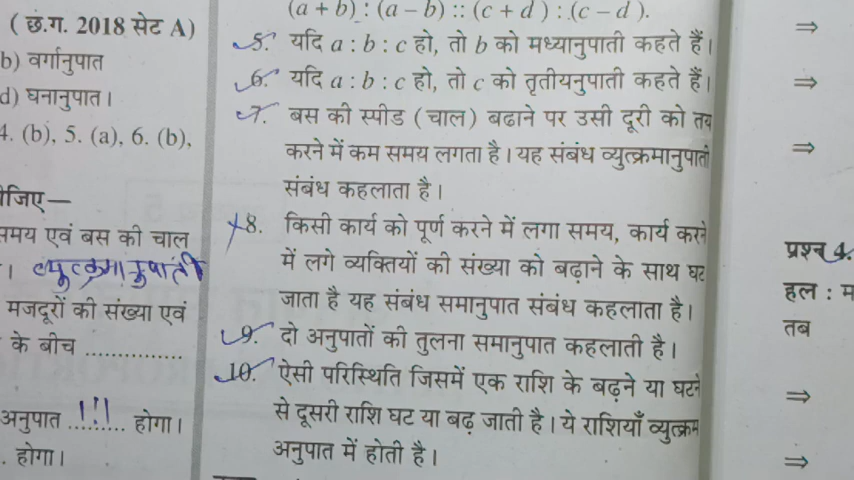 ( छ.ग. 2018 सेट A)
b) वर्गानुपात
d) घनानुपात।
4. (b), 5. (a), 6. (b),
समय एवं बस की चाल
। व्युत्क्रमानुपाती
मजदूरों की संख्या एवं
के बीच ..................
अनुपात ..!!!.. होगा।
. होगा।
(a + b) : (a – b) :: (c + d ) : (c – d ).
5. यदि a : b : c हो, तो b को मध्यानुपाती कहते हैं।
6. यदि a : b : c हो, तो c को तृतीयनुपाती कहते हैं।
7. बस की स्पीड ( चाल ) बढाने पर उसी दूरी को तय
करने में कम समय लगता है। यह संबंध व्युत्क्रमानुपाती
संबंध कहलाता है।
8. किसी कार्य को पूर्ण करने में लगा समय, कार्य करने
में लगे व्यक्तियों की संख्या को बढ़ाने के साथ घट
जाता है यह संबंध समानुपात संबंध कहलाता है।
9. दो अनुपातों की तुलना समानुपात कहलाती है।
10. ऐसी परिस्थिति जिसमें एक राशि के बढ़ने या घटने
से दूसरी राशि घट या बढ़ जाती है। ये राशियाँ व्युत्क्रम
अनुपात में होती है।
⇒
⇒
⇒
प्रश्न 4.
हल :
तब
⇒
⇒